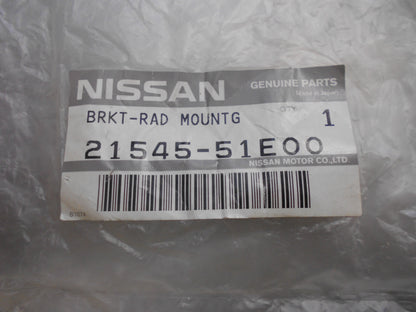 NISSAN
GENUINE PARTS
Made in Japan
BRKT-RAD MOUNTG
QTY
1
21545-51E00
NISSAN MOTOR CO.,LTD